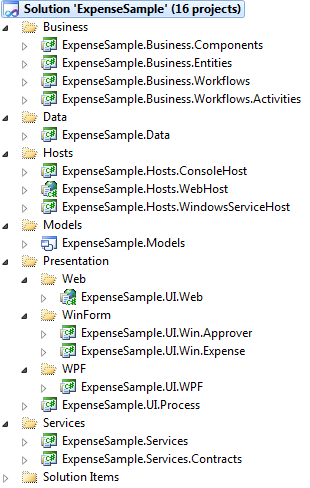 Solution 'ExpenseSample' (16 projects)
Business
ExpenseSample.Business.Components
ExpenseSample.Business.Entities
ExpenseSample.Business.Workflows
ExpenseSample.Business.Workflows.Activities
Data
ExpenseSample.Data
Hosts
ExpenseSample.Hosts.ConsoleHost
ExpenseSample.Hosts.WebHost
ExpenseSample.Hosts.WindowsServiceHost
Models
ExpenseSample.Models
Presentation
Web
ExpenseSample.UI.Web
WinForm
ExpenseSample.UI.Win.Approver
ExpenseSample.UI.Win.Expense
WPF
ExpenseSample.UI.WPF
ExpenseSample.UI.Process
Services
ExpenseSample.Services
ExpenseSample.Services.Contracts
Solution Items